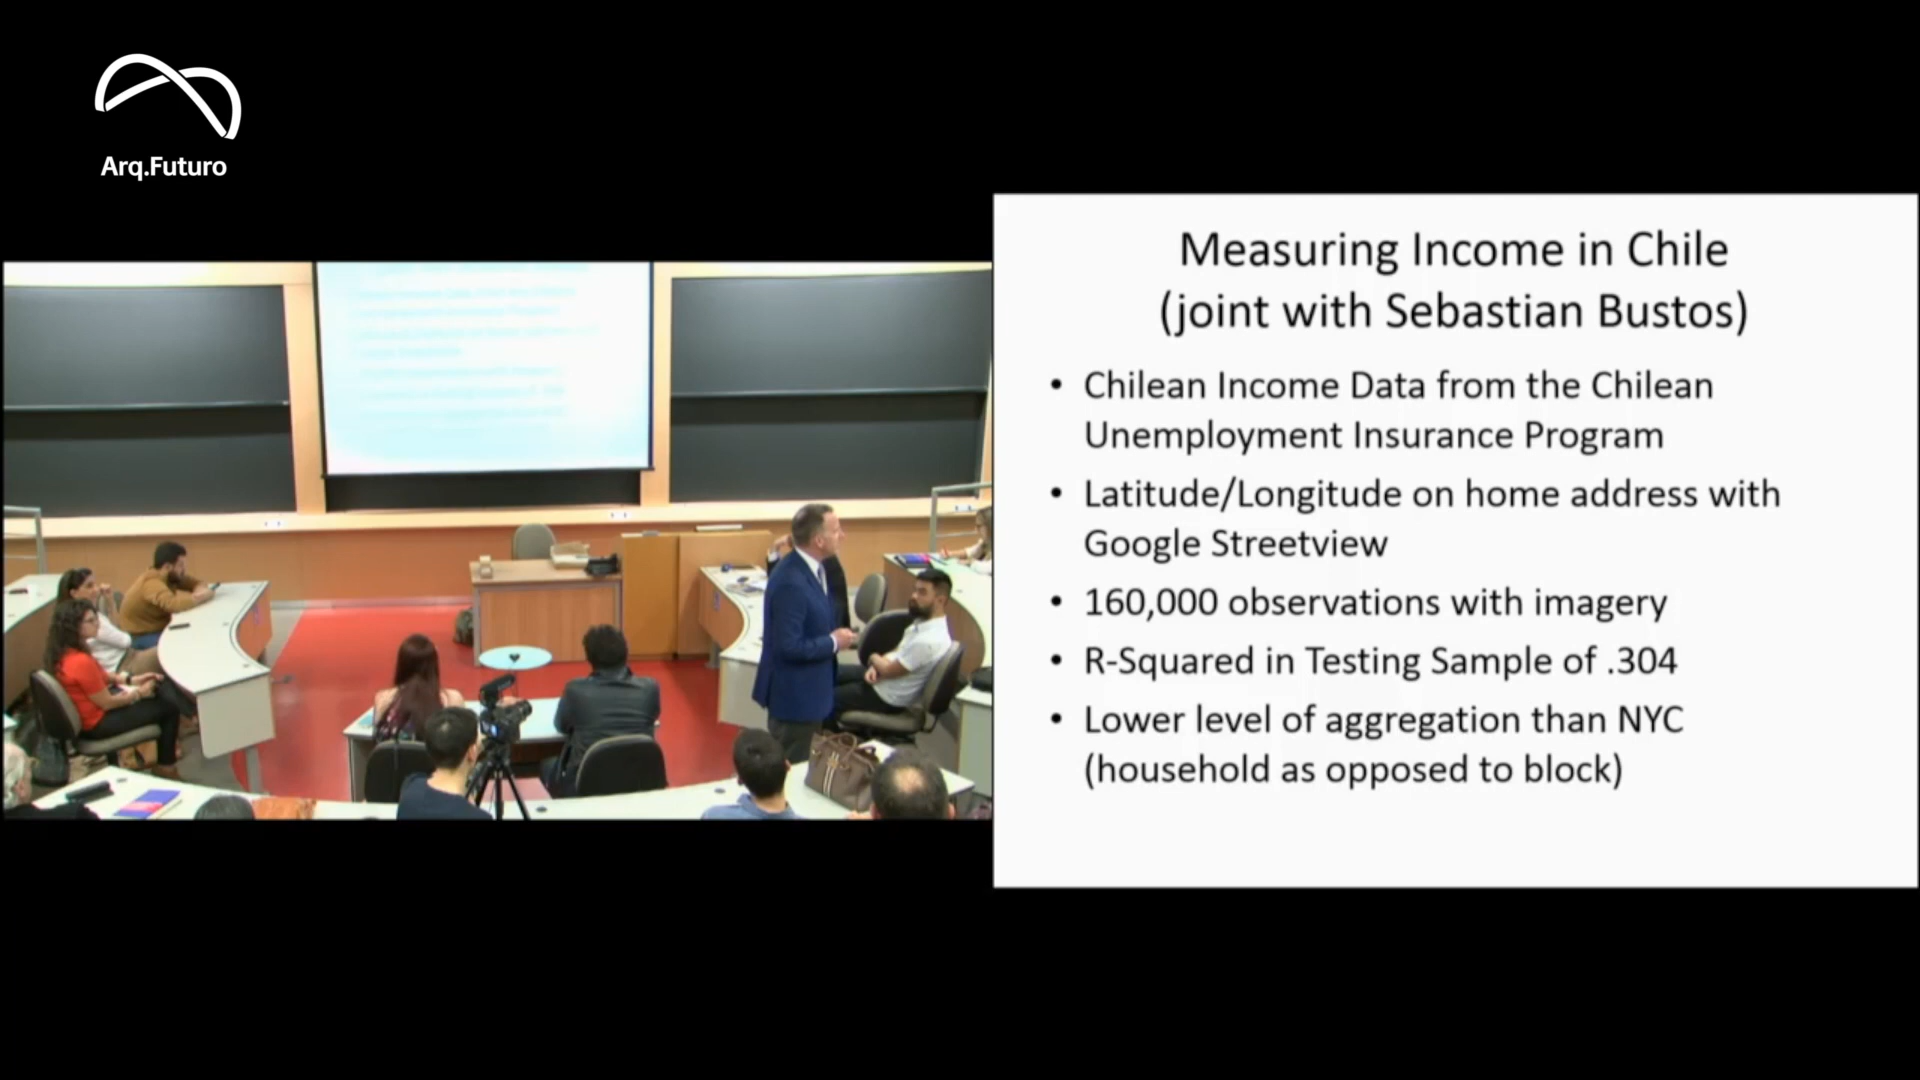 Arq.Futuro
Measuring Income in Chile
(joint with Sebastian Bustos)
• Chilean Income Data from the Chilean
Unemployment Insurance Program
• Latitude/Longitude on home address with
Google Streetview
• 160,000 observations with imagery
• R-Squared in Testing Sample of .304
• Lower level of aggregation than NYC
(household as opposed to block)